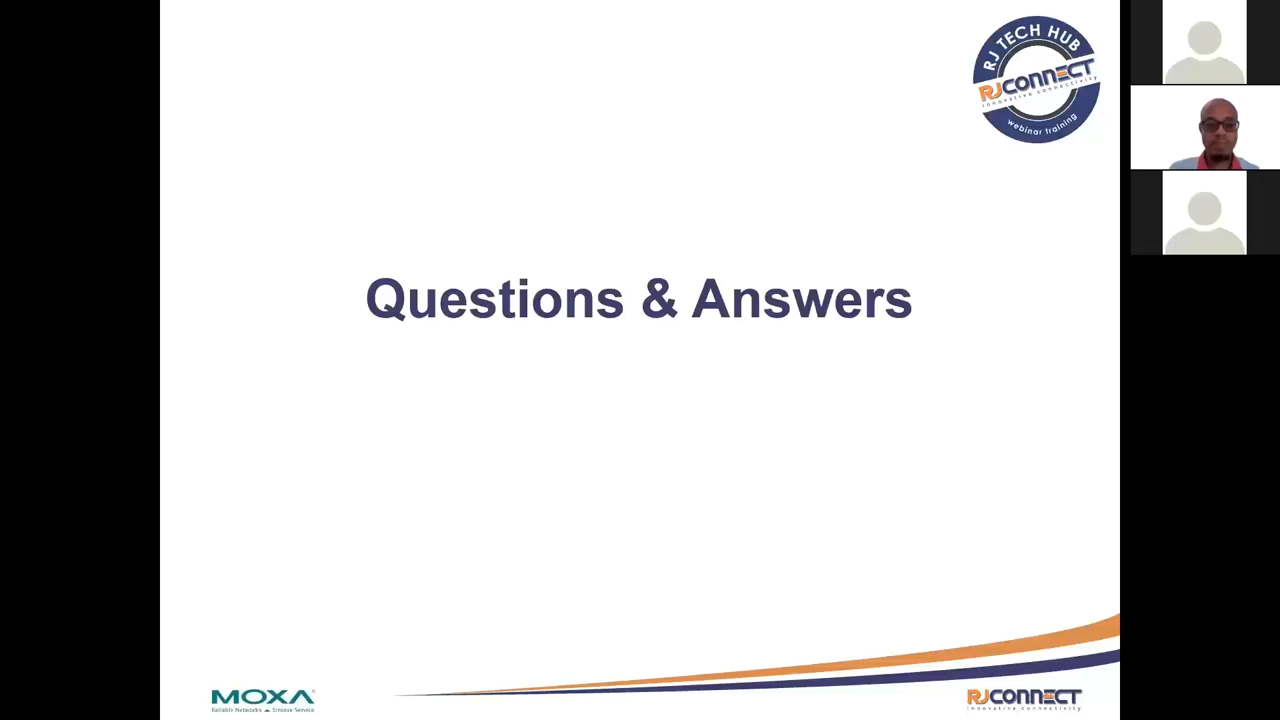 RJ TECH HUB
RJCONNECT
innovative connectivity
webinar training
Questions & Answers
MOXA®
Reliable Networks ▲ Sincere Service
RJCONNECT
innovative connectivity